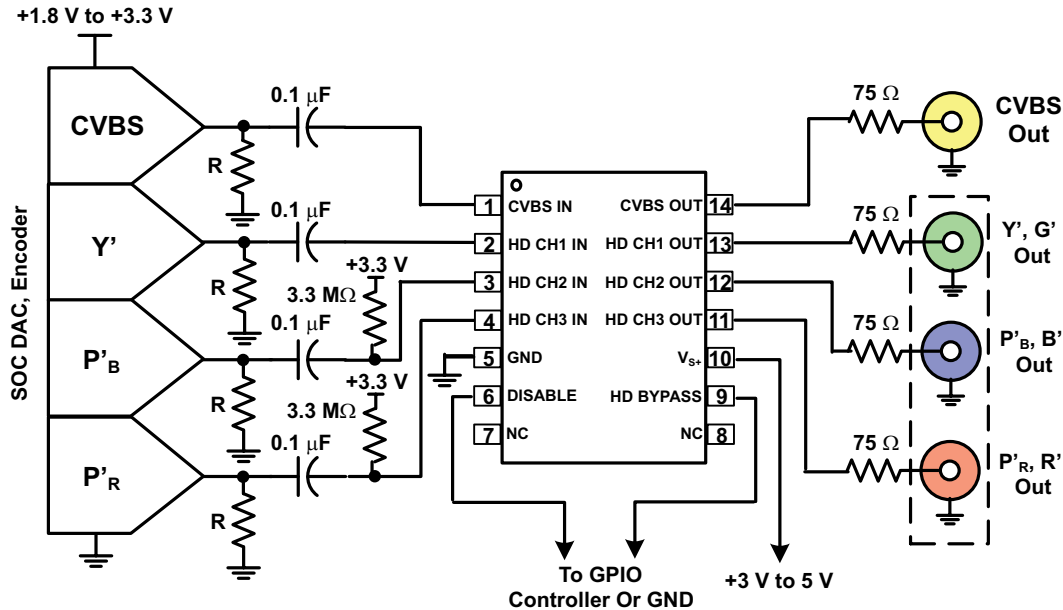 +1.8 V to +3.3 V
SOC DAC, Encoder
CVBS
Y'
P'B
P'R
0.1 μF
R
0.1 μF
R
+3.3 V
3.3 MΩ
0.1 μF
R
+3.3 V
3.3 MΩ
0.1 μF
R
1 CVBS IN
2 HD CH1 IN
3 HD CH2 IN
4 HD CH3 IN
5 GND
6 DISABLE
7 NC
CVBS OUT 14
HD CH1 OUT 13
HD CH2 OUT 12
HD CH3 OUT 11
VS+ 10
HD BYPASS 9
NC 8
75 Ω
CVBS
Out
75 Ω
Y', G'
Out
75 Ω
P'B, B'
Out
75 Ω
P'R, R'
Out
To GPIO
Controller Or GND
+3 V to 5 V